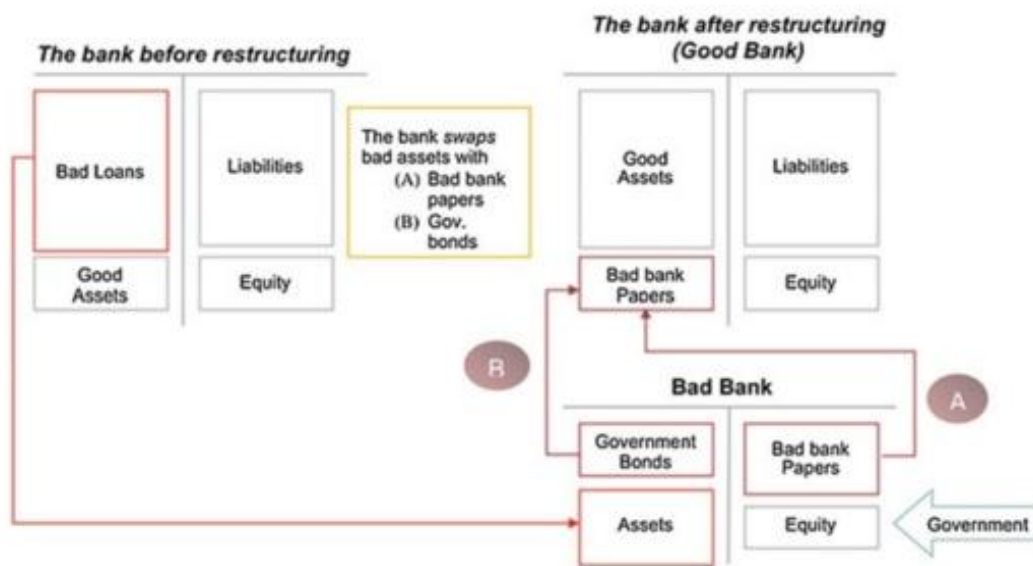 The bank before restructuring
Bad Loans
Liabilities
Good
Assets
Equity
The bank swaps
bad assets with
(A) Bad bank
papers
(B) Gov.
bonds
The bank after restructuring
(Good Bank)
Good
Assets
Liabilities
Bad bank
Papers
Equity
B
A
Bad Bank
Government
Bonds
Bad bank
Papers
Assets
Equity
Government